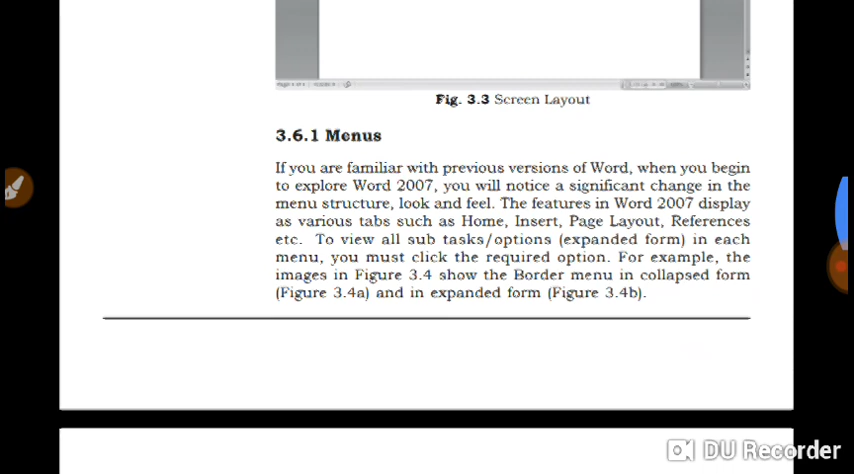 Fig. 3.3 Screen Layout
3.6.1 Menus
If you are familiar with previous versions of Word, when you begin
to explore Word 2007, you will notice a significant change in the
menu structure, look and feel. The features in Word 2007 display
as various tabs such as Home, Insert, Page Layout, References
etc. To view all sub tasks/options (expanded form) in each
menu, you must click the required option. For example, the
images in Figure 3.4 show the Border menu in collapsed form
(Figure 3.4a) and in expanded form (Figure 3.4b).
DU Recorder